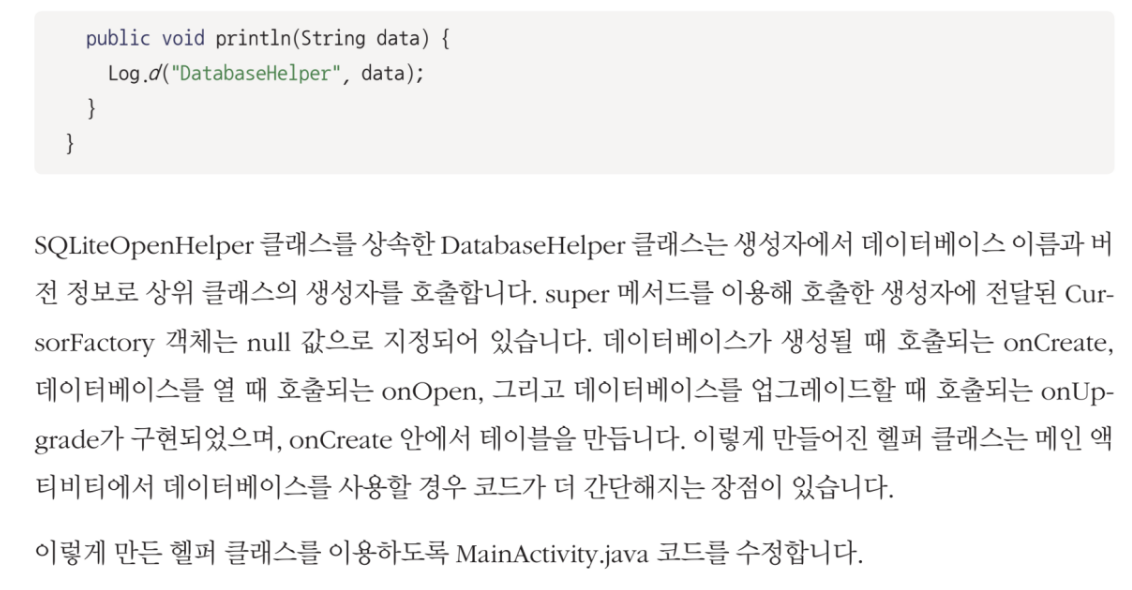 public void println(String data) {
Log.d("DatabaseHelper", data);
}
}
SQLiteOpenHelper 클래스를 상속한 DatabaseHelper 클래스는 생성자에서 데이터베이스 이름과 버
전 정보로 상위 클래스의 생성자를 호출합니다. super 메서드를 이용해 호출한 생성자에 전달된 Cur-
sorFactory 객체는 null 값으로 지정되어 있습니다. 데이터베이스가 생성될 때 호출되는 onCreate,
데이터베이스를 열 때 호출되는 onOpen, 그리고 데이터베이스를 업그레이드할 때 호출되는 onUp-
grade가 구현되었으며, onCreate 안에서 테이블을 만듭니다. 이렇게 만들어진 헬퍼 클래스는 메인 액
티비티에서 데이터베이스를 사용할 경우 코드가 더 간단해지는 장점이 있습니다.
이렇게 만든 헬퍼 클래스를 이용하도록 MainActivity.java 코드를 수정합니다.